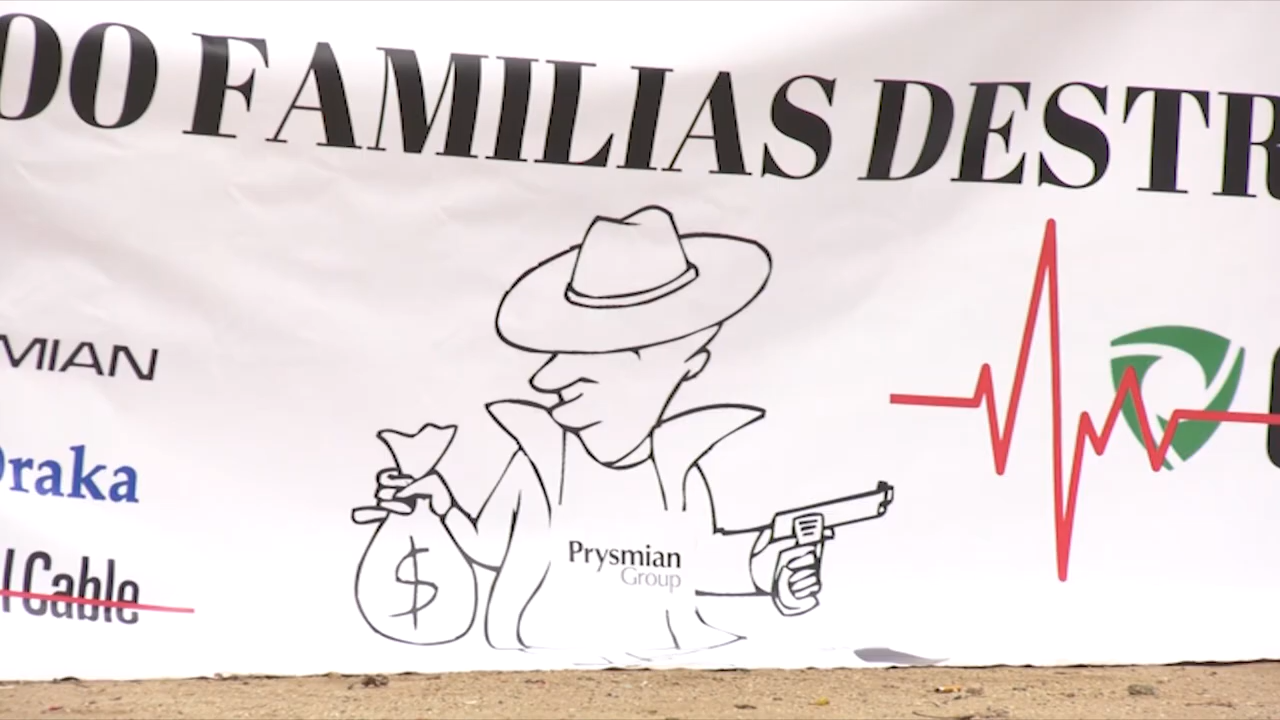 00 FAMILIAS DESTR
MIAN
Draka
Prysmian
Group
l Cable
$